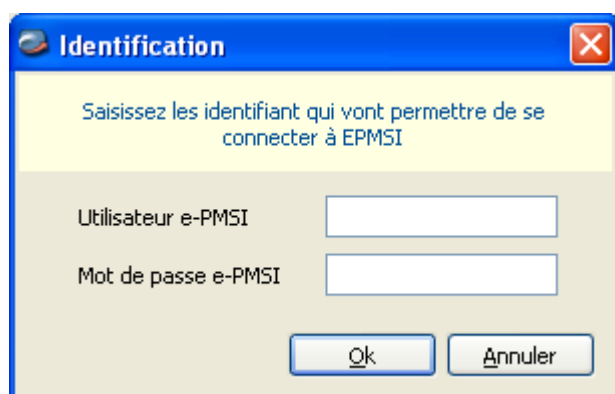 Identification
Saisissez les identifiant qui vont permettre de se
connecter à EPMSI
Utilisateur e-PMSI
Mot de passe e-PMSI
Ok
Annuler